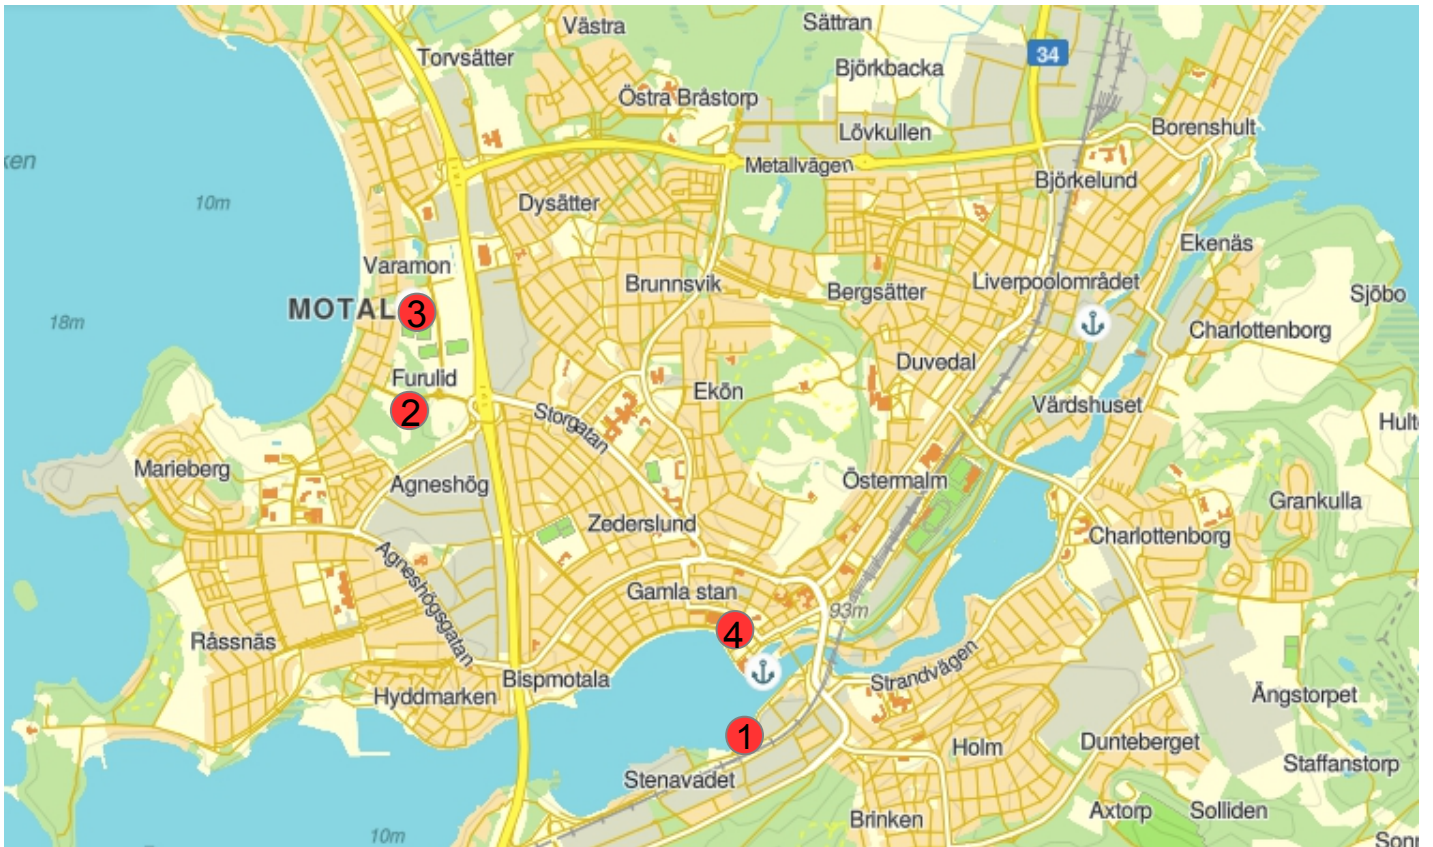 Västra
Sättran
Torvsätter
34
Björkbacka
Östra Bråstorp
Lövkullen
Borenshult
ken
Metallvägen
Björkelund
10m
Dysätter
Ekenäs
Varamon
Brunnsvik
Liverpoolområdet
Bergsätter
Sjöbo
MOTAL
3
18m
Charlottenborg
Duvedal
Furulid
Ekön
2
Storgatan
Värdshuset
Hult
Marieberg
Agneshög
Östermalm
Grankulla
Zederslund
Charlottenborg
Agneshögsgatan
Gamla stan
93m
4
Råssnäs
Strandvägen
Bispmotala
Hyddmarken
Ängstorpet
1
Holm
Dunteberget
Staffanstorp
Stenavadet
Axtorp
Solliden
Brinken
10m
Sonn